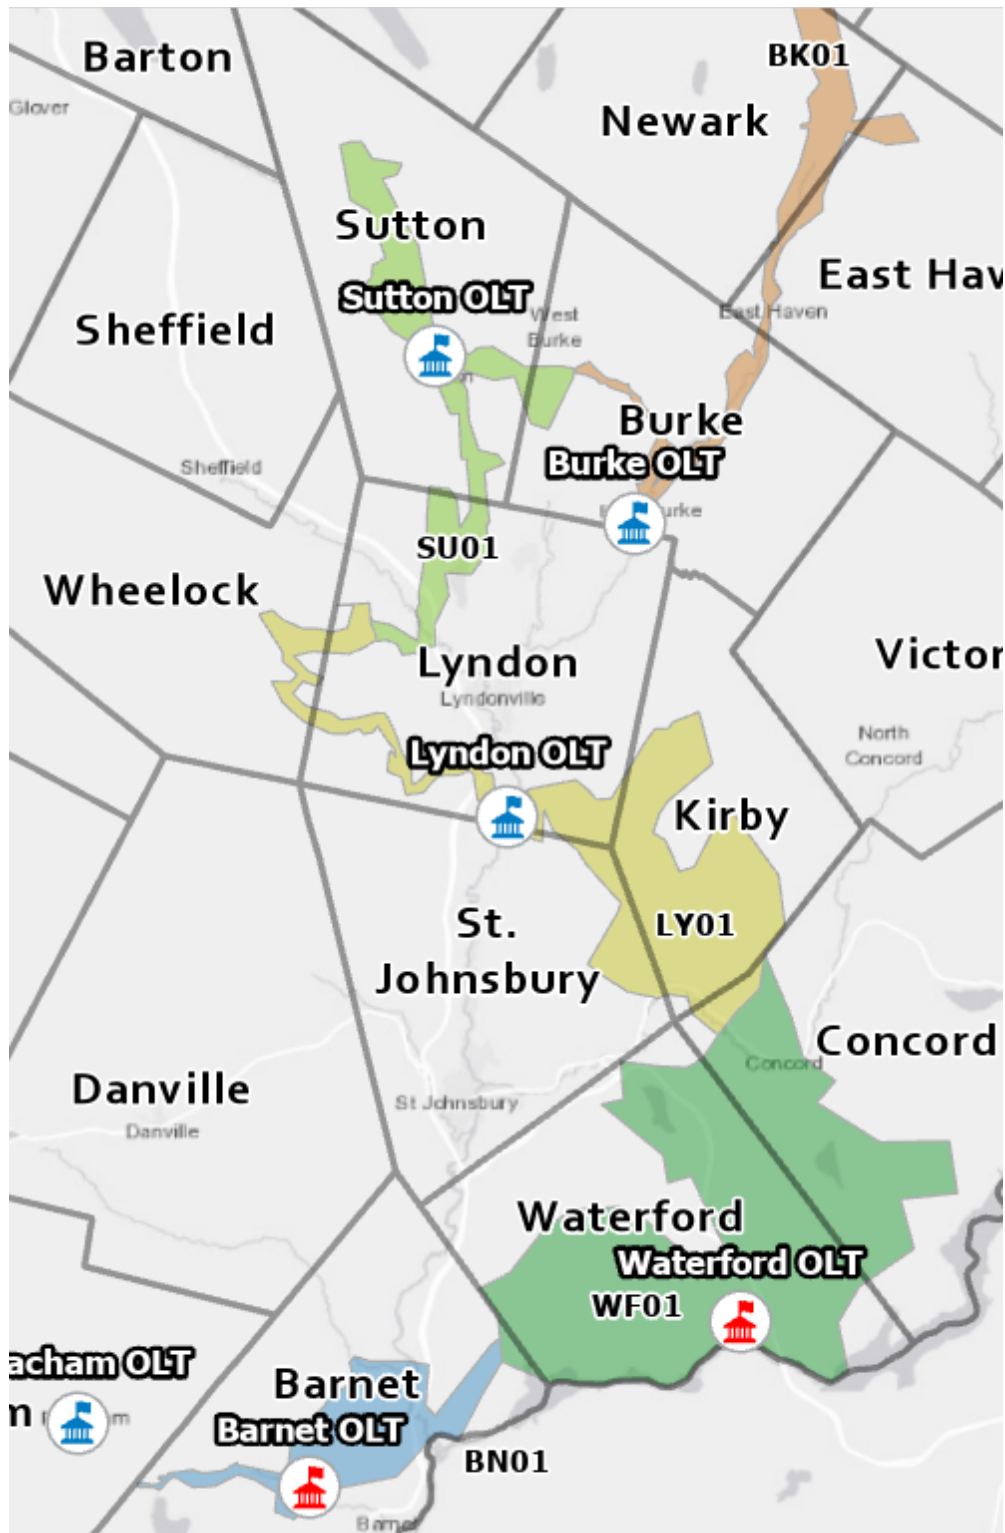 Barton
BK01
Glover
Newark
Sutton
East Hav
Sutton OLT
West
Burke
East Haven
Sheffield
Burke
Burke OLT
Sheffield
urke
SU01
Wheelock
Lyndon
Victor
Lyndonville
North
Concord
Lyndon OLT
Kirby
LY01
St.
Johnsbury
Concord
Concord
Danville
St Johnsbury
Danville
Waterford
Waterford OLT
WF01
acham OLT
Barnet
m
m
Barnet OLT
BN01
Barnet